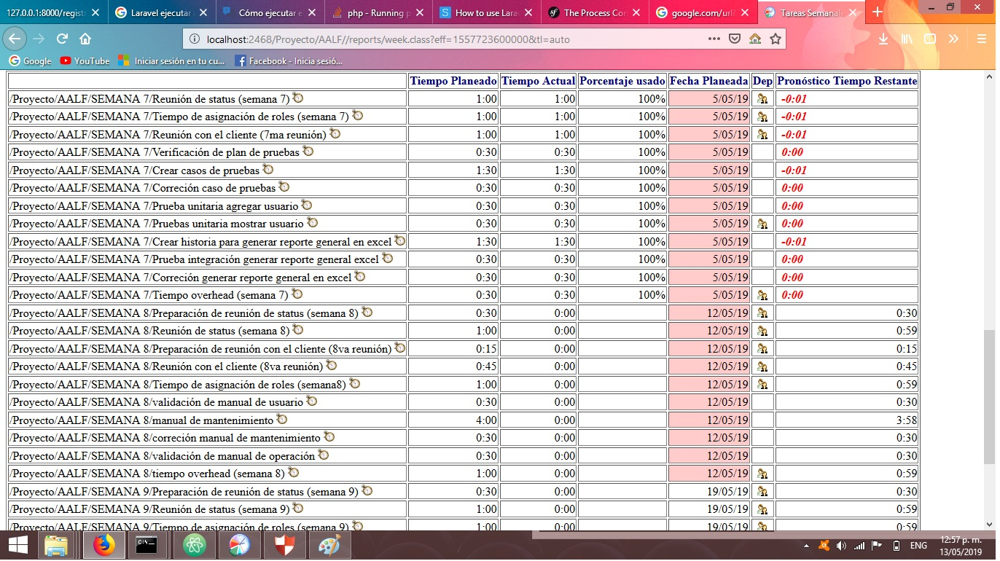 127.0.0.1:8000/regist
Laravel ejecutar
Cómo ejecutar e
php - Running p
How to use Larav
The Process Con
google.com/url?
Tareas Semanale
localhost:2468/Proyecto/AALF//reports/week.class?eff=1557723600000&tl=auto
Google YouTube Iniciar sesión en tu cu... Facebook - Inicia sesió...
Tiempo Planeado Tiempo Actual Porcentaje usado Fecha Planeada Dep Pronóstico Tiempo Restante
/Proyecto/AALF/SEMANA 7/Reunión de status (semana 7) 1:00 1:00 100% 5/05/19 -0:01
/Proyecto/AALF/SEMANA 7/Tiempo de asignación de roles (semana 7) 1:00 1:00 100% 5/05/19 -0:01
/Proyecto/AALF/SEMANA 7/Reunión con el cliente (7ma reunión) 1:00 1:00 100% 5/05/19 -0:01
/Proyecto/AALF/SEMANA 7/Verificación de plan de pruebas 0:30 0:30 100% 5/05/19 0:00
/Proyecto/AALF/SEMANA 7/Crear casos de pruebas 1:30 1:30 100% 5/05/19 -0:01
/Proyecto/AALF/SEMANA 7/Correción caso de pruebas 0:30 0:30 100% 5/05/19 0:00
/Proyecto/AALF/SEMANA 7/Prueba unitaria agregar usuario 0:30 0:30 100% 5/05/19 0:00
/Proyecto/AALF/SEMANA 7/Pruebas unitaria mostrar usuario 0:30 0:30 100% 5/05/19 0:00
/Proyecto/AALF/SEMANA 7/Crear historia para generar reporte general en excel 1:30 1:30 100% 5/05/19 -0:01
/Proyecto/AALF/SEMANA 7/Prueba integración generar reporte general excel 0:30 0:30 100% 5/05/19 0:00
/Proyecto/AALF/SEMANA 7/Correción generar reporte general en excel 0:30 0:30 100% 5/05/19 0:00
/Proyecto/AALF/SEMANA 7/Tiempo overhead (semana 7) 0:30 0:30 100% 5/05/19 0:00
/Proyecto/AALF/SEMANA 8/Preparación de reunión de status (semana 8) 0:30 0:00 12/05/19 0:30
/Proyecto/AALF/SEMANA 8/Reunión de status (semana 8) 1:00 0:00 12/05/19 0:59
/Proyecto/AALF/SEMANA 8/Preparación de reunión con el cliente (8va reunión) 0:15 0:00 12/05/19 0:15
/Proyecto/AALF/SEMANA 8/Reunión con el cliente (8va reunión) 0:45 0:00 12/05/19 0:45
/Proyecto/AALF/SEMANA 8/Tiempo de asignación de roles (semana8) 1:00 0:00 12/05/19 0:59
/Proyecto/AALF/SEMANA 8/validación de manual de usuario 0:30 0:00 12/05/19 0:30
/Proyecto/AALF/SEMANA 8/manual de mantenimiento 4:00 0:00 12/05/19 3:58
/Proyecto/AALF/SEMANA 8/correción manual de mantenimiento 0:30 0:00 12/05/19 0:30
/Proyecto/AALF/SEMANA 8/validación de manual de operación 0:30 0:00 12/05/19 0:30
/Proyecto/AALF/SEMANA 8/tiempo overhead (semana 8) 1:00 0:00 12/05/19 0:59
/Proyecto/AALF/SEMANA 9/Preparación de reunión de status (semana 9) 0:30 0:00 19/05/19 0:30
/Proyecto/AALF/SEMANA 9/Reunión de status (semana 9) 1:00 0:00 19/05/19 0:59
/Proyecto/AALF/SEMANA 9/Tiempo de asignación de roles (semana 9) 1:00 0:00 19/05/19 0:59
ENG
12:57 p. m.
13/05/2019